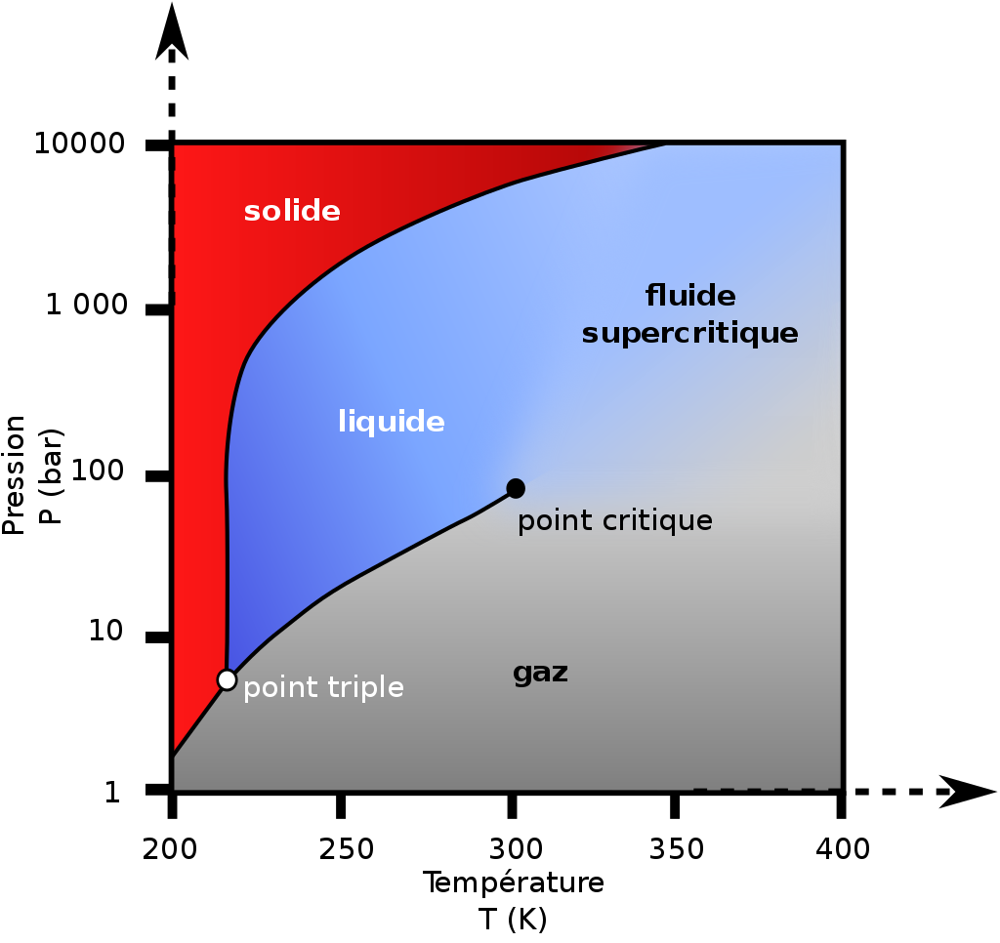 10000
solide
1 000
fluide
supercritique
liquide
Pression
P (bar)
100
point critique
10
gaz
point triple
1
200
250
300
350
400
Température
T (K)